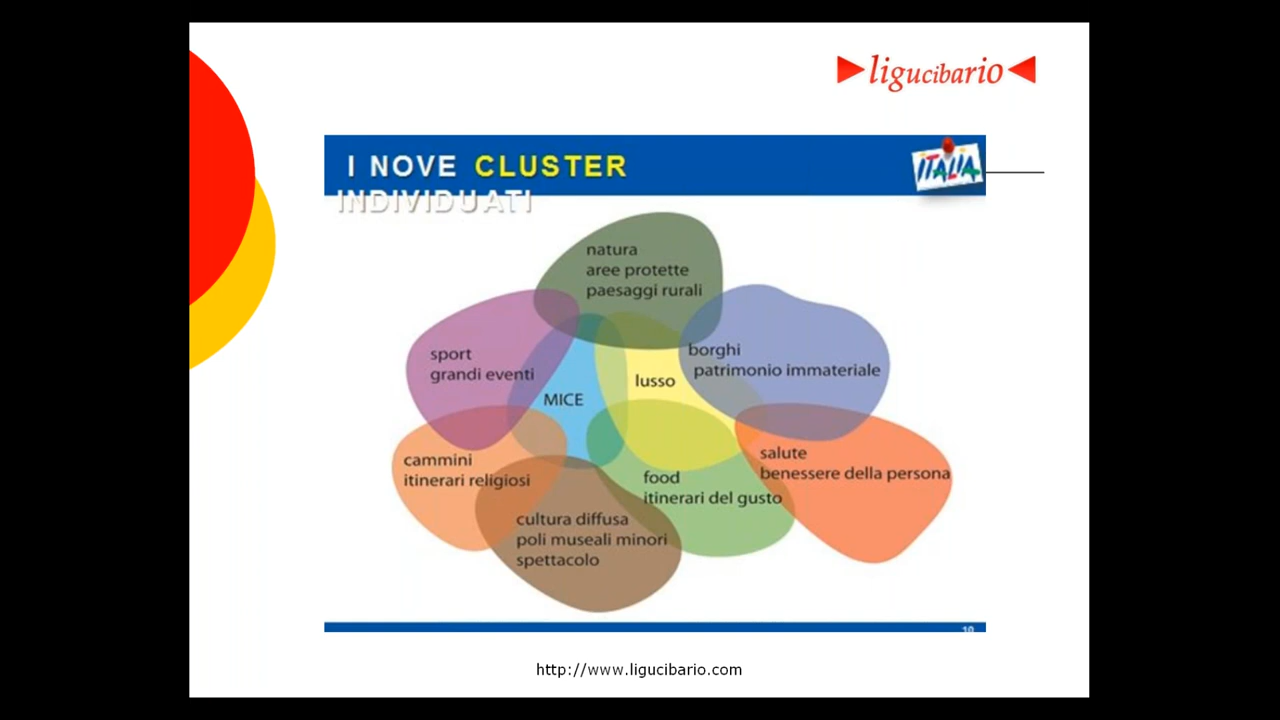 ligucibario
I NOVE CLUSTER
INDIVIDUATI
ITALIA
natura
aree protette
paesaggi rurali
sport
grandi eventi
borghi
patrimonio immateriale
lusso
MICE
cammini
itinerari religiosi
salute
benessere della persona
food
itinerari del gusto
cultura diffusa
poli museali minori
spettacolo
10
http://www.ligucibario.com